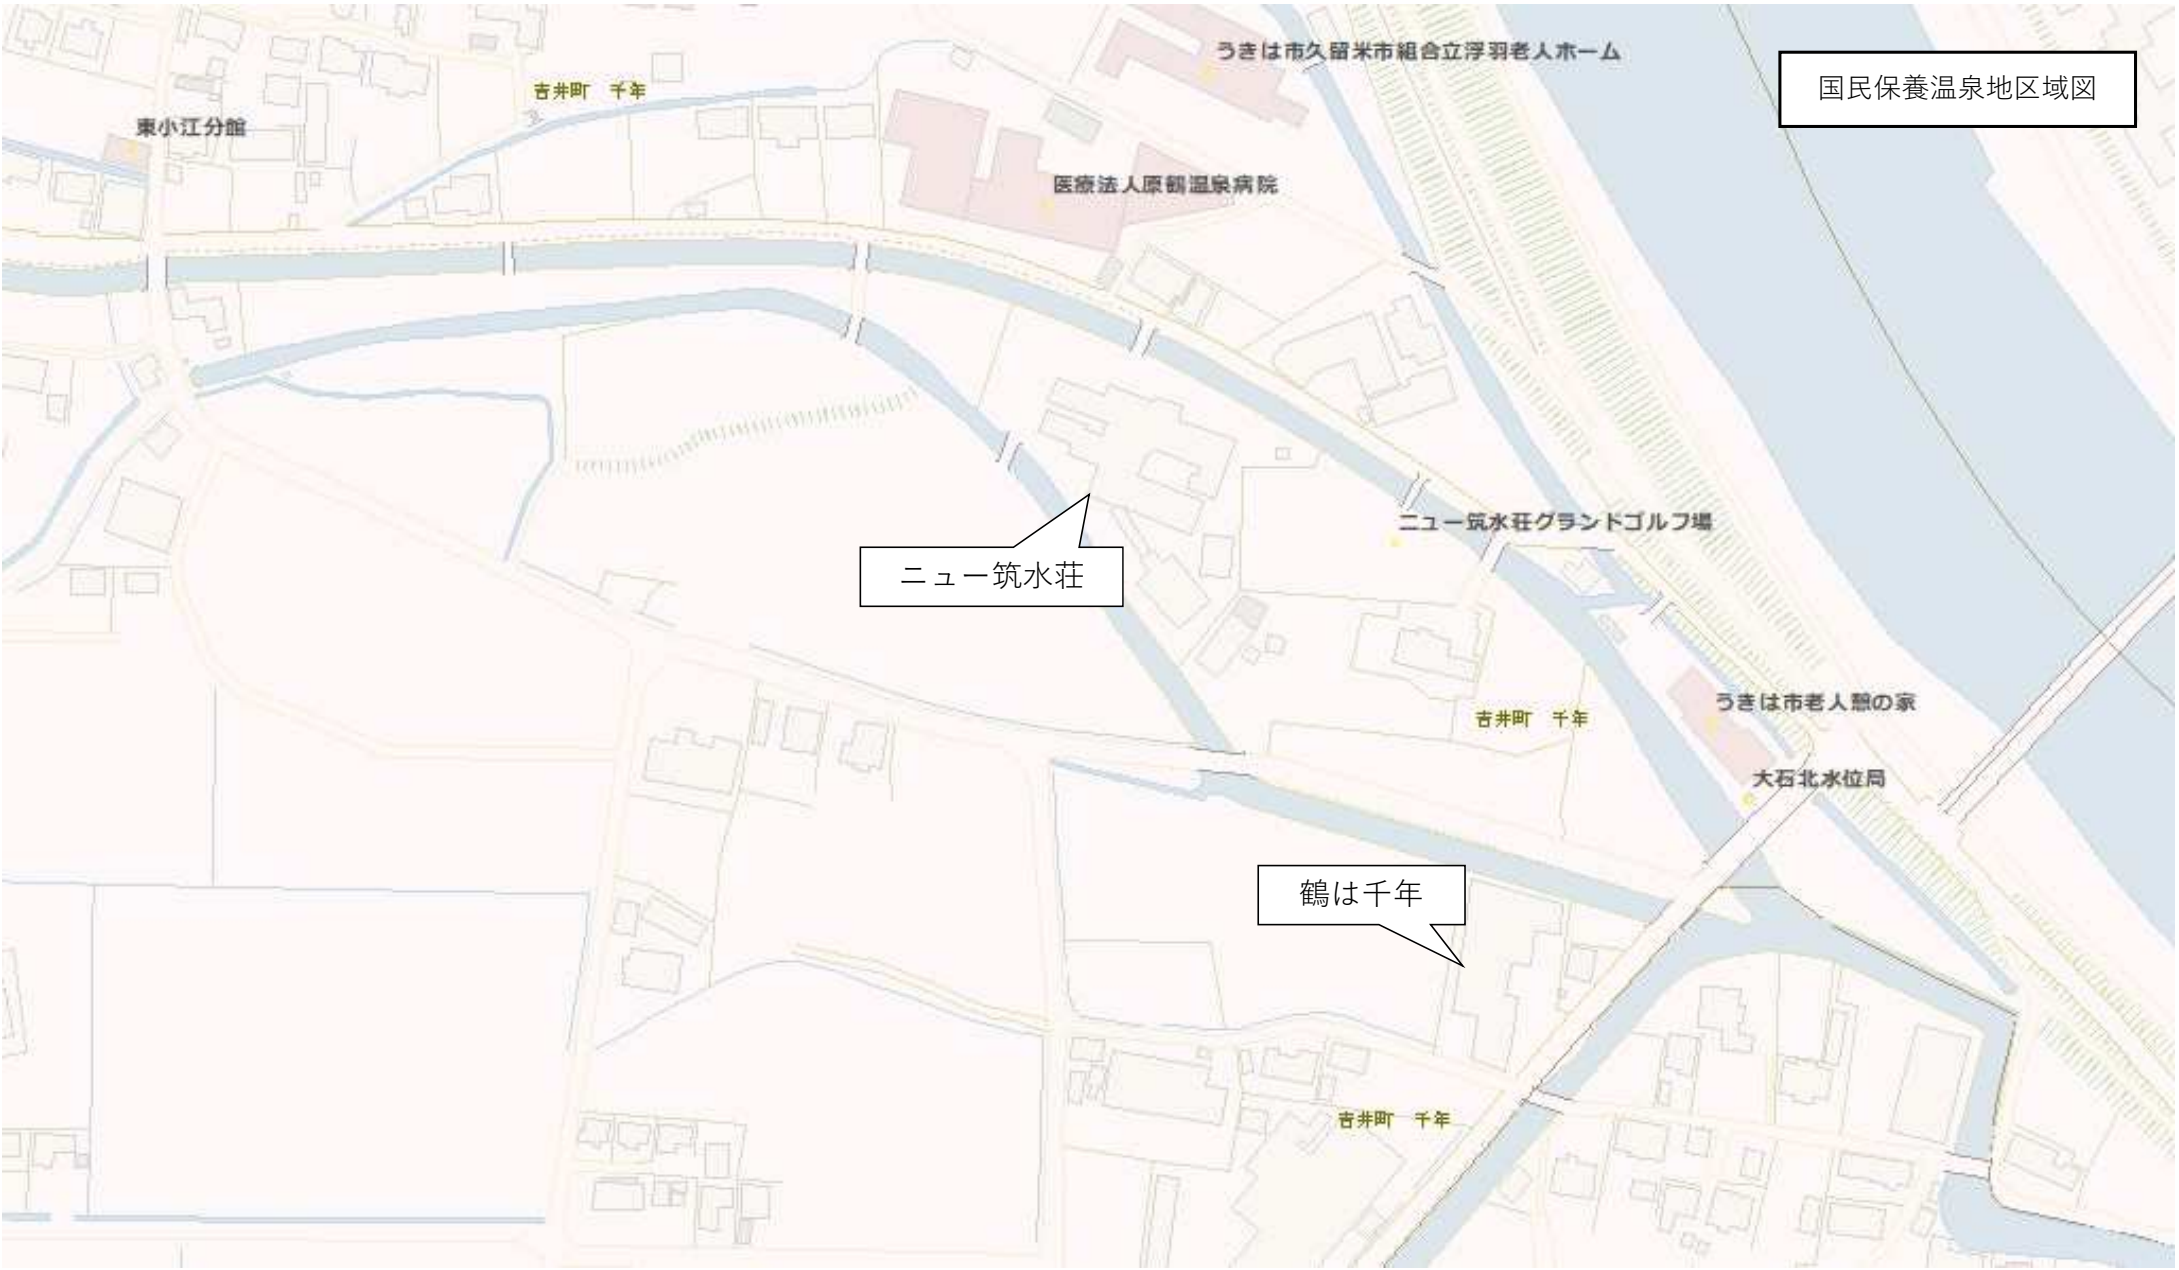 うきは市久留米市組合立浮羽老人ホーム
国民保養温泉地区域図
吉井町 千年
東小江分館
医療法人原鶴温泉病院
ニュー筑水荘グランドゴルフ場
ニュー筑水荘
うきは市老人憩の家
吉井町 千年
大石北水位局
鶴は千年
吉井町 千年